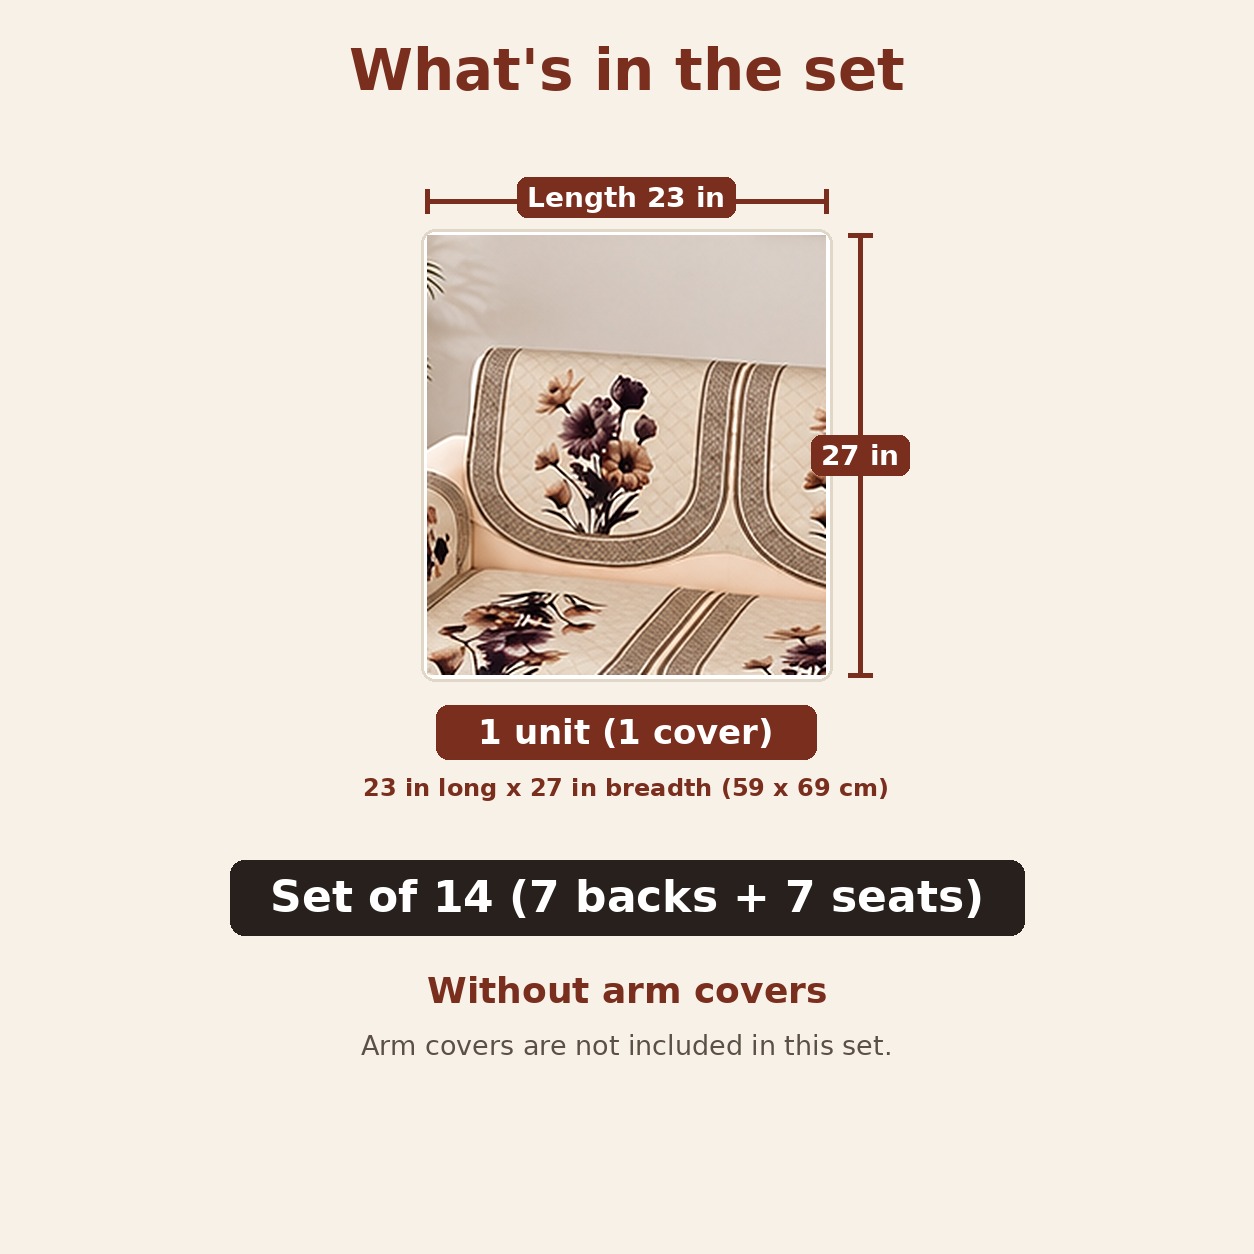 What's in the set
Length 23 in
27 in
1 unit (1 cover)
23 in long x 27 in breadth (59 x 69 cm)
Set of 14 (7 backs + 7 seats)
Without arm covers
Arm covers are not included in this set.